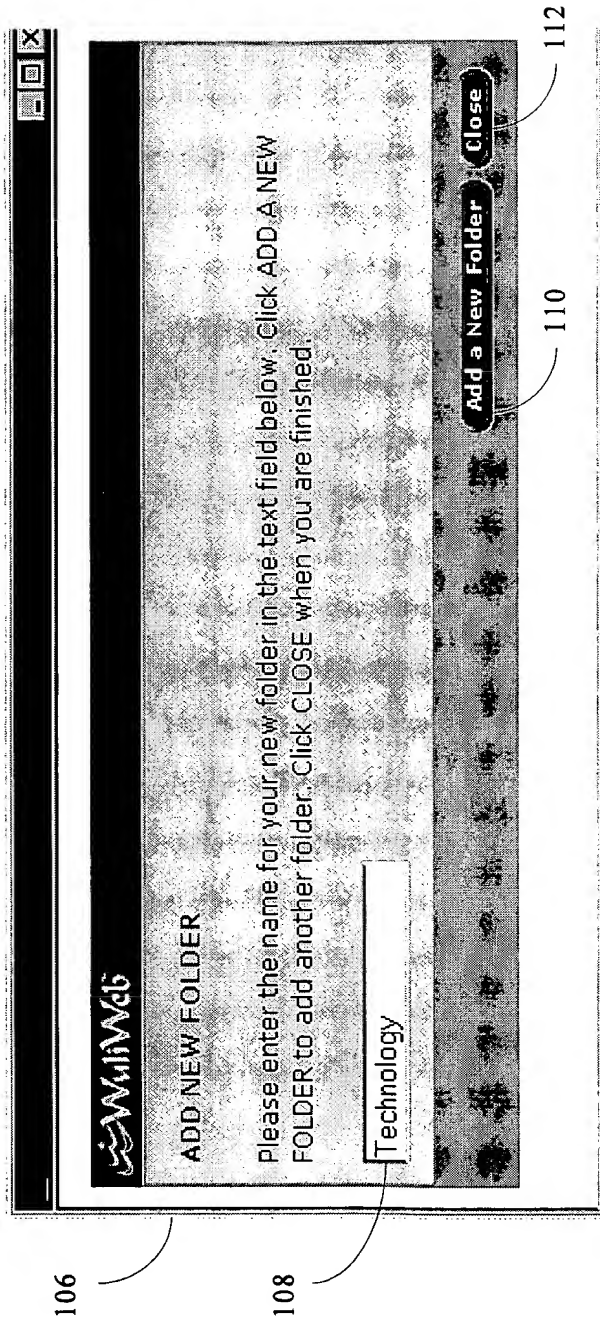 WuliWeb
ADD NEW FOLDER
Please enter the name for your new folder in the text field below. Click ADD A NEW
FOLDER to add another folder. Click CLOSE when you are finished.
Technology
Add a New Folder
Close
106
108
110
112